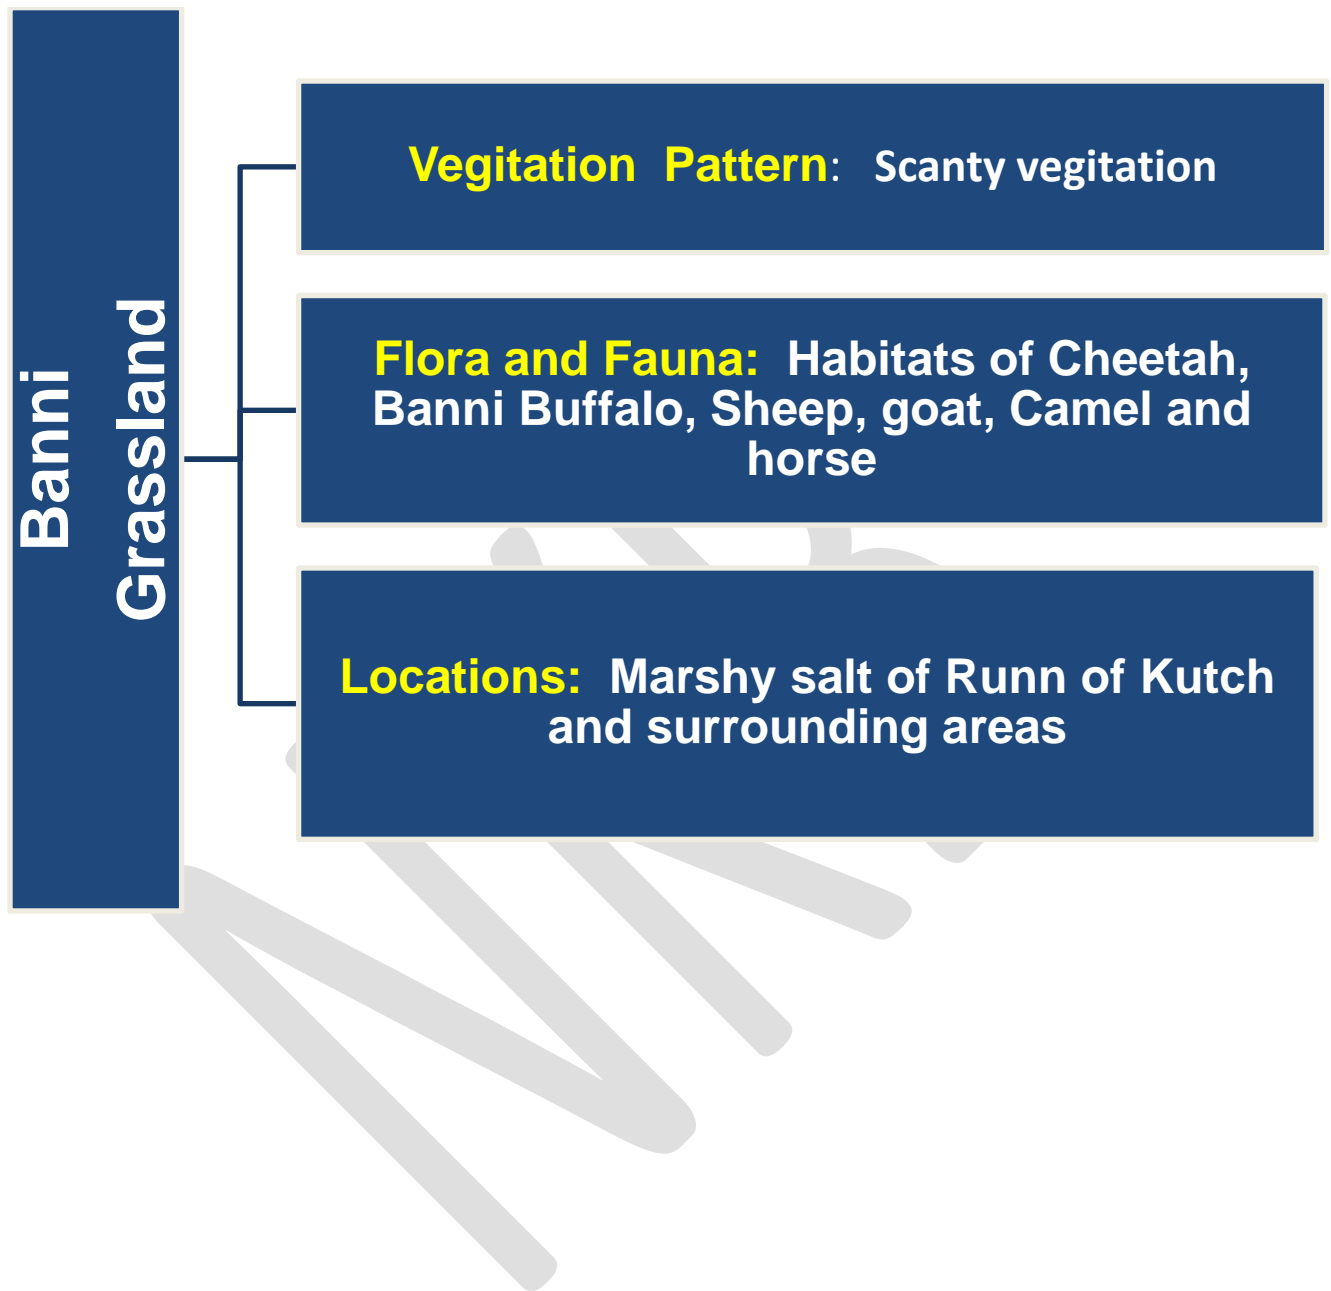 Banni
Grassland
Vegitation Pattern: Scanty vegitation
Flora and Fauna: Habitats of Cheetah,
Banni Buffalo, Sheep, goat, Camel and
horse
Locations: Marshy salt of Runn of Kutch
and surrounding areas